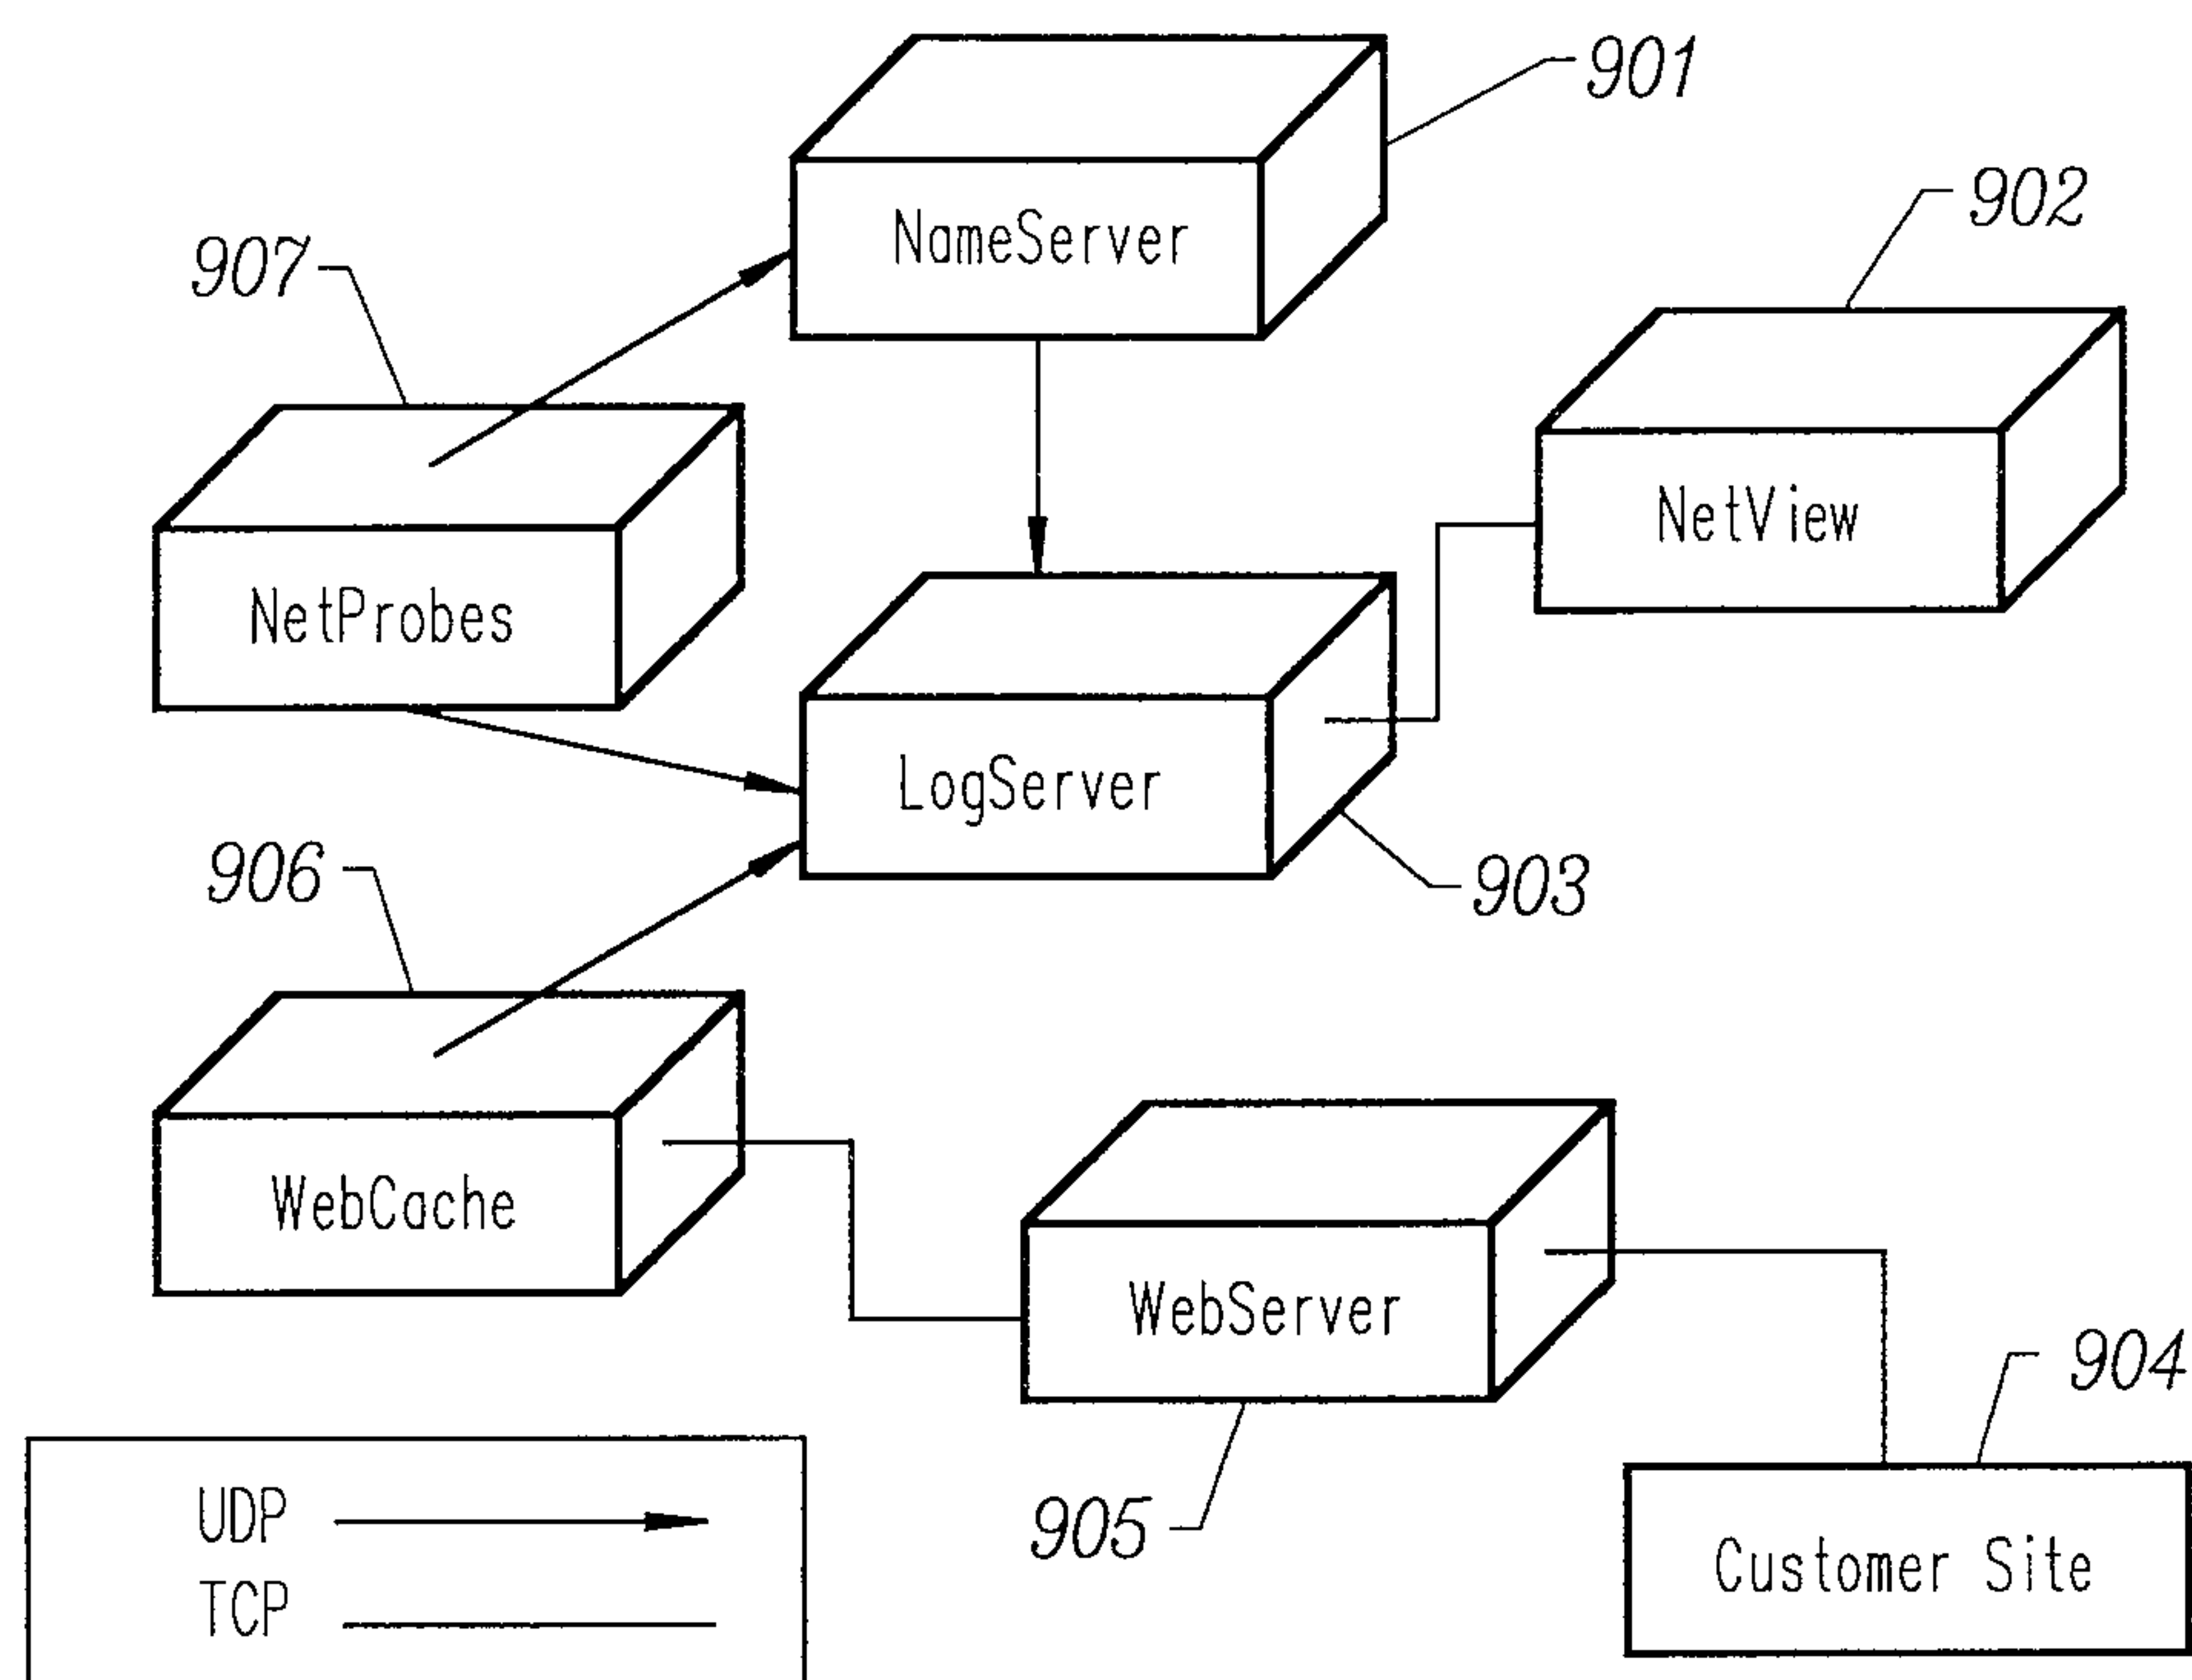 901
NameServer
902
907
NetView
NetProbes
LogServer
906
903
WebCache
WebServer
904
905
UDP
TCP
Customer Site